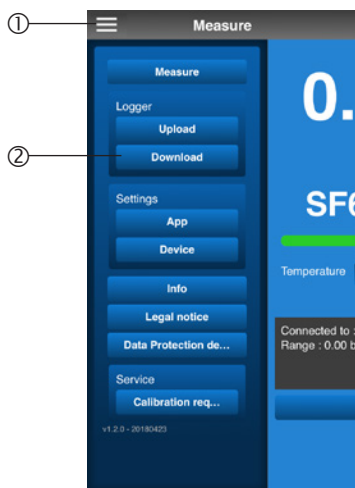 ①
Measure
Measure
Logger
Upload
②
Download
Settings
App
Device
Info
Legal notice
Data Protection de...
Service
Calibration req...
v1.2.0 - 20180423
0.
SF6
Temperature
Connected to :
Range : 0.00 b